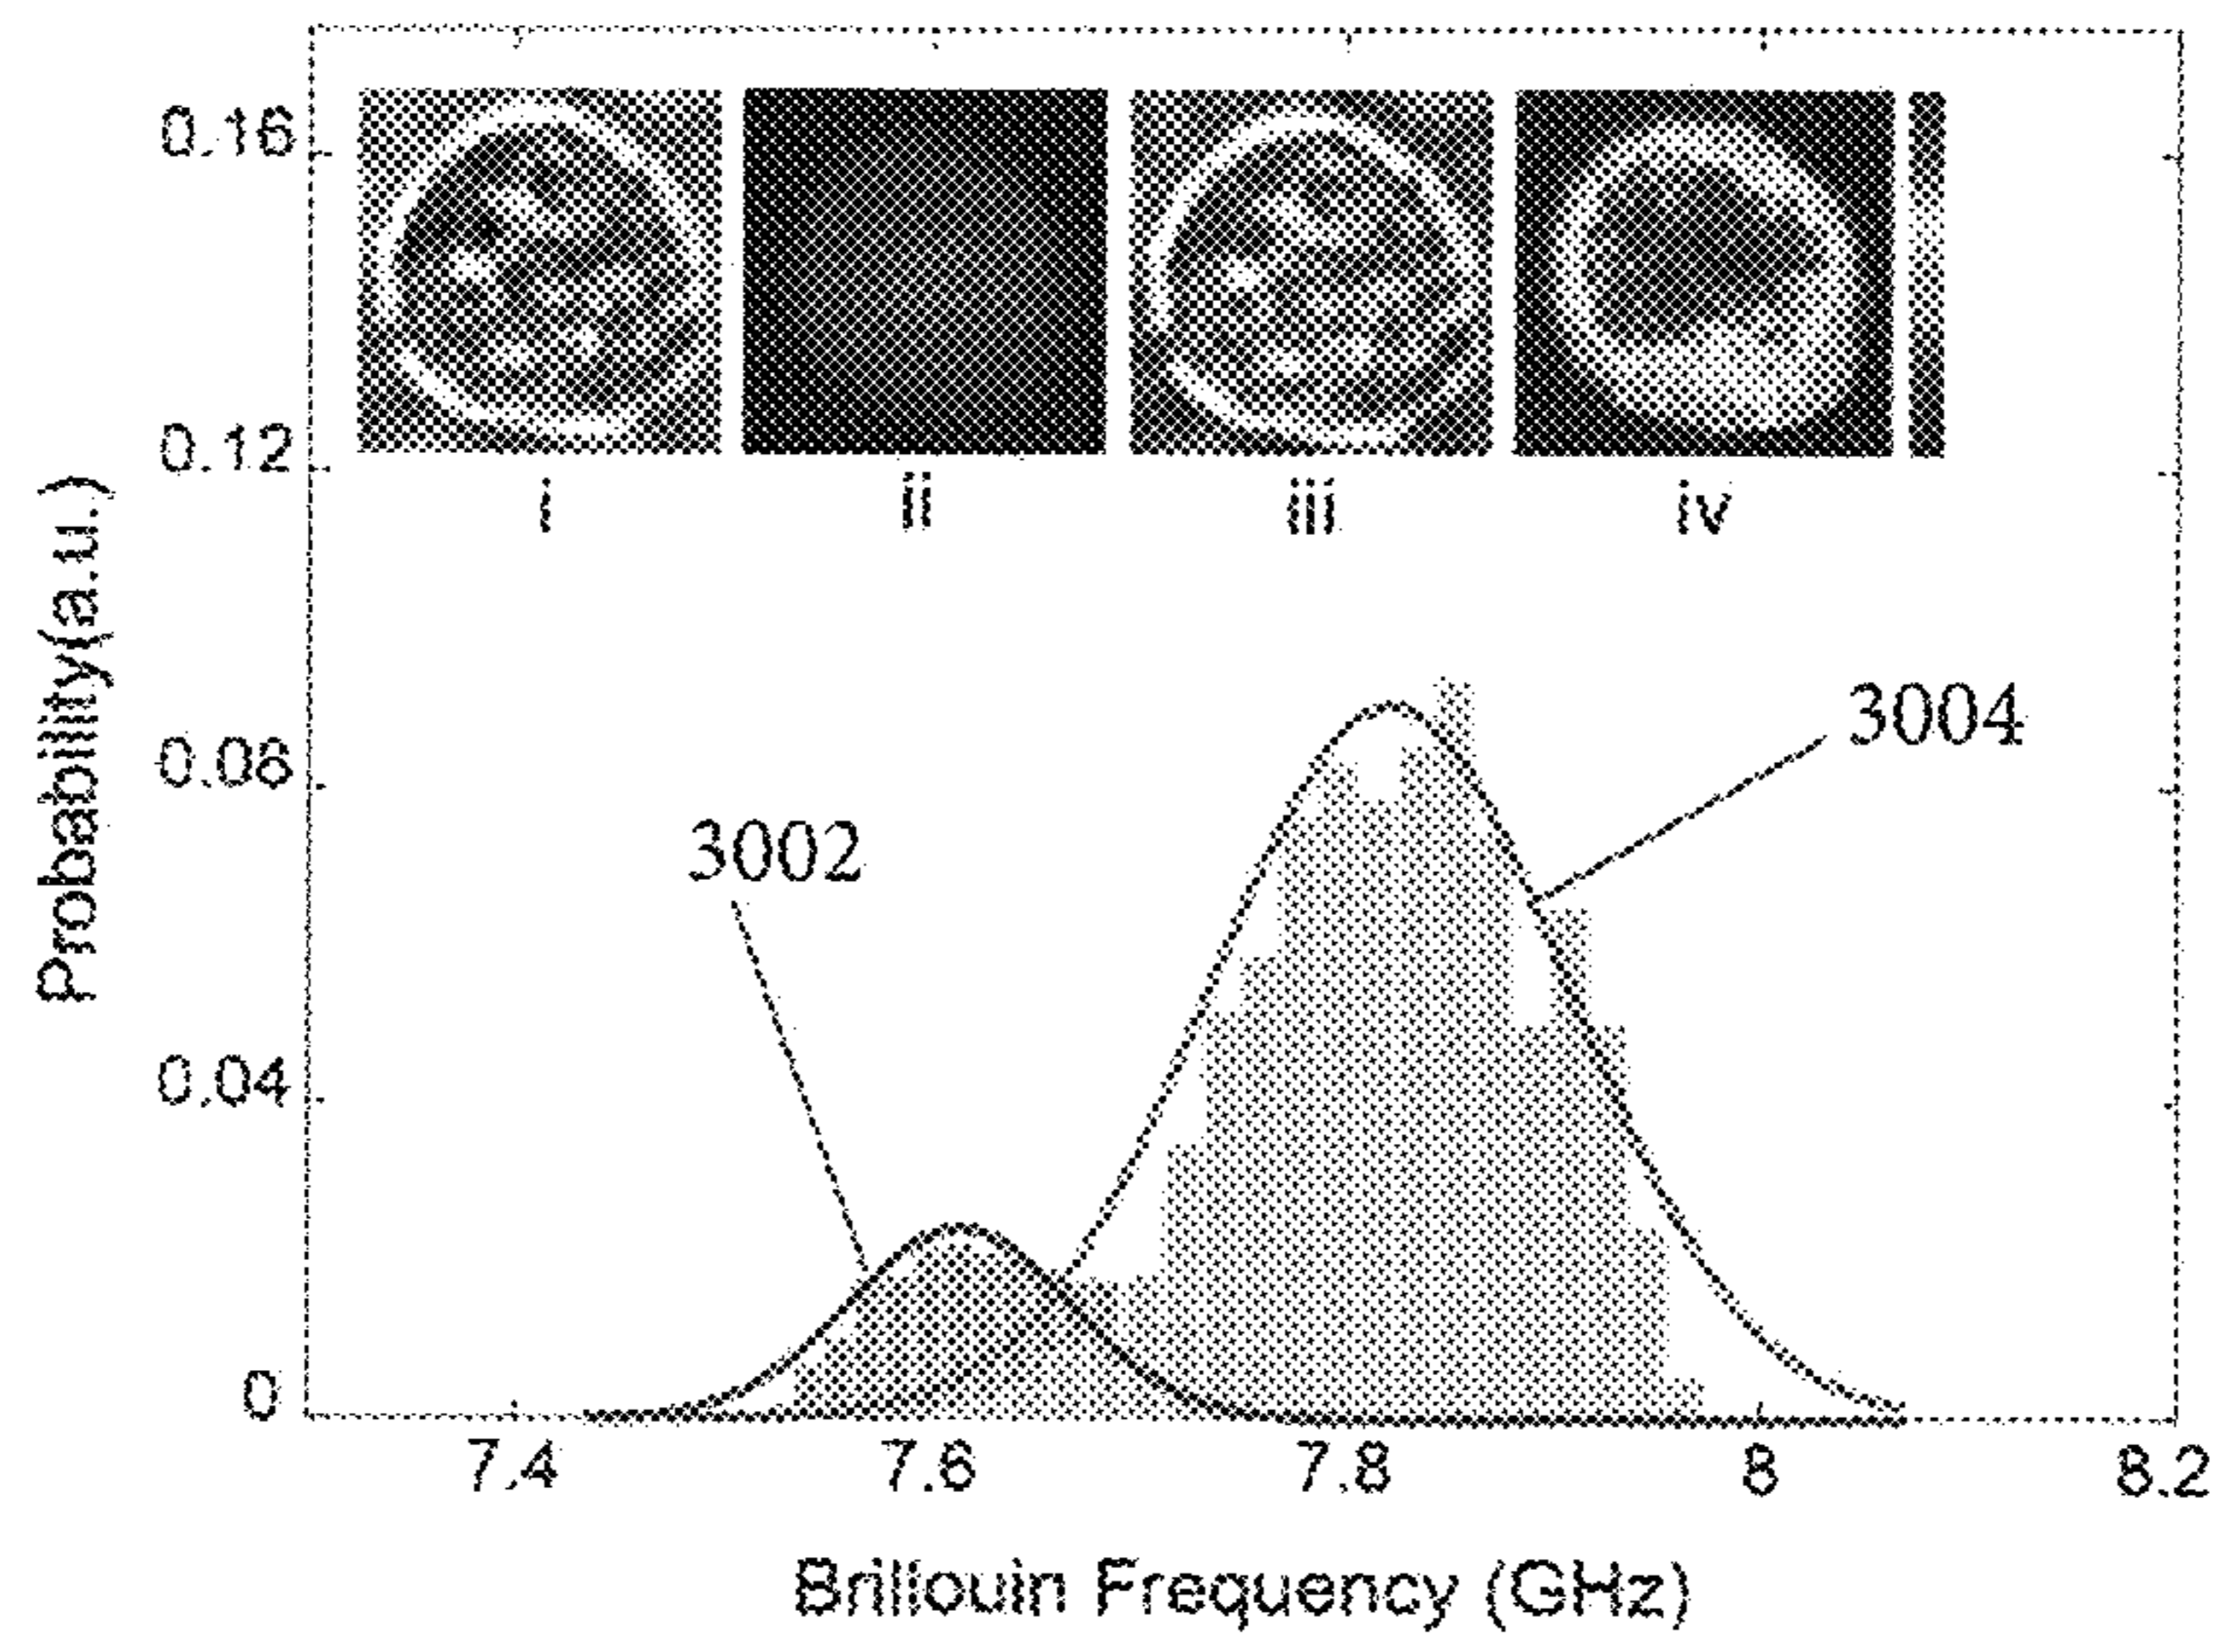 0.16
0.12
0.08
0.04
0
Probability(a.u.)
i ii iii iv
3004
3002
7.4 7.6 7.8 8 8.2
Brillouin Frequency (GHz)